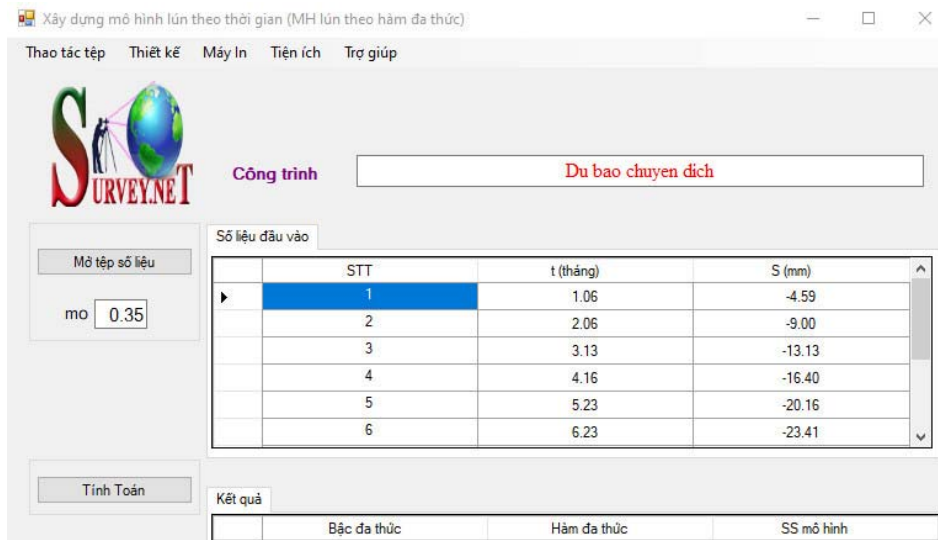 Xây dựng mô hình lún theo thời gian (MH lún theo hàm đa thức)
Thao tác tệp Thiết kế Máy In Tiện ích Trợ giúp
SURVEY.NET
Công trình Du bao chuyen dich
Số liệu đầu vào
Mở tệp số liệu
mo 0.35
STT t (tháng) S (mm)
1 1.06 -4.59
2 2.06 -9.00
3 3.13 -13.13
4 4.16 -16.40
5 5.23 -20.16
6 6.23 -23.41
Tính Toán
Kết quả
Bậc đa thức Hàm đa thức SS mô hình